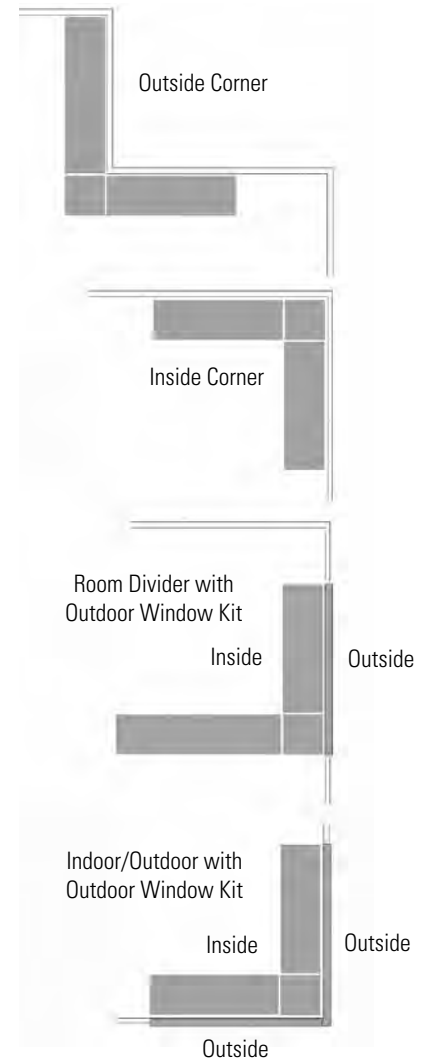 Outside Corner
Inside Corner
Room Divider with
Outdoor Window Kit
Inside
Outside
Indoor/Outdoor with
Outdoor Window Kit
Inside
Outside
Outside